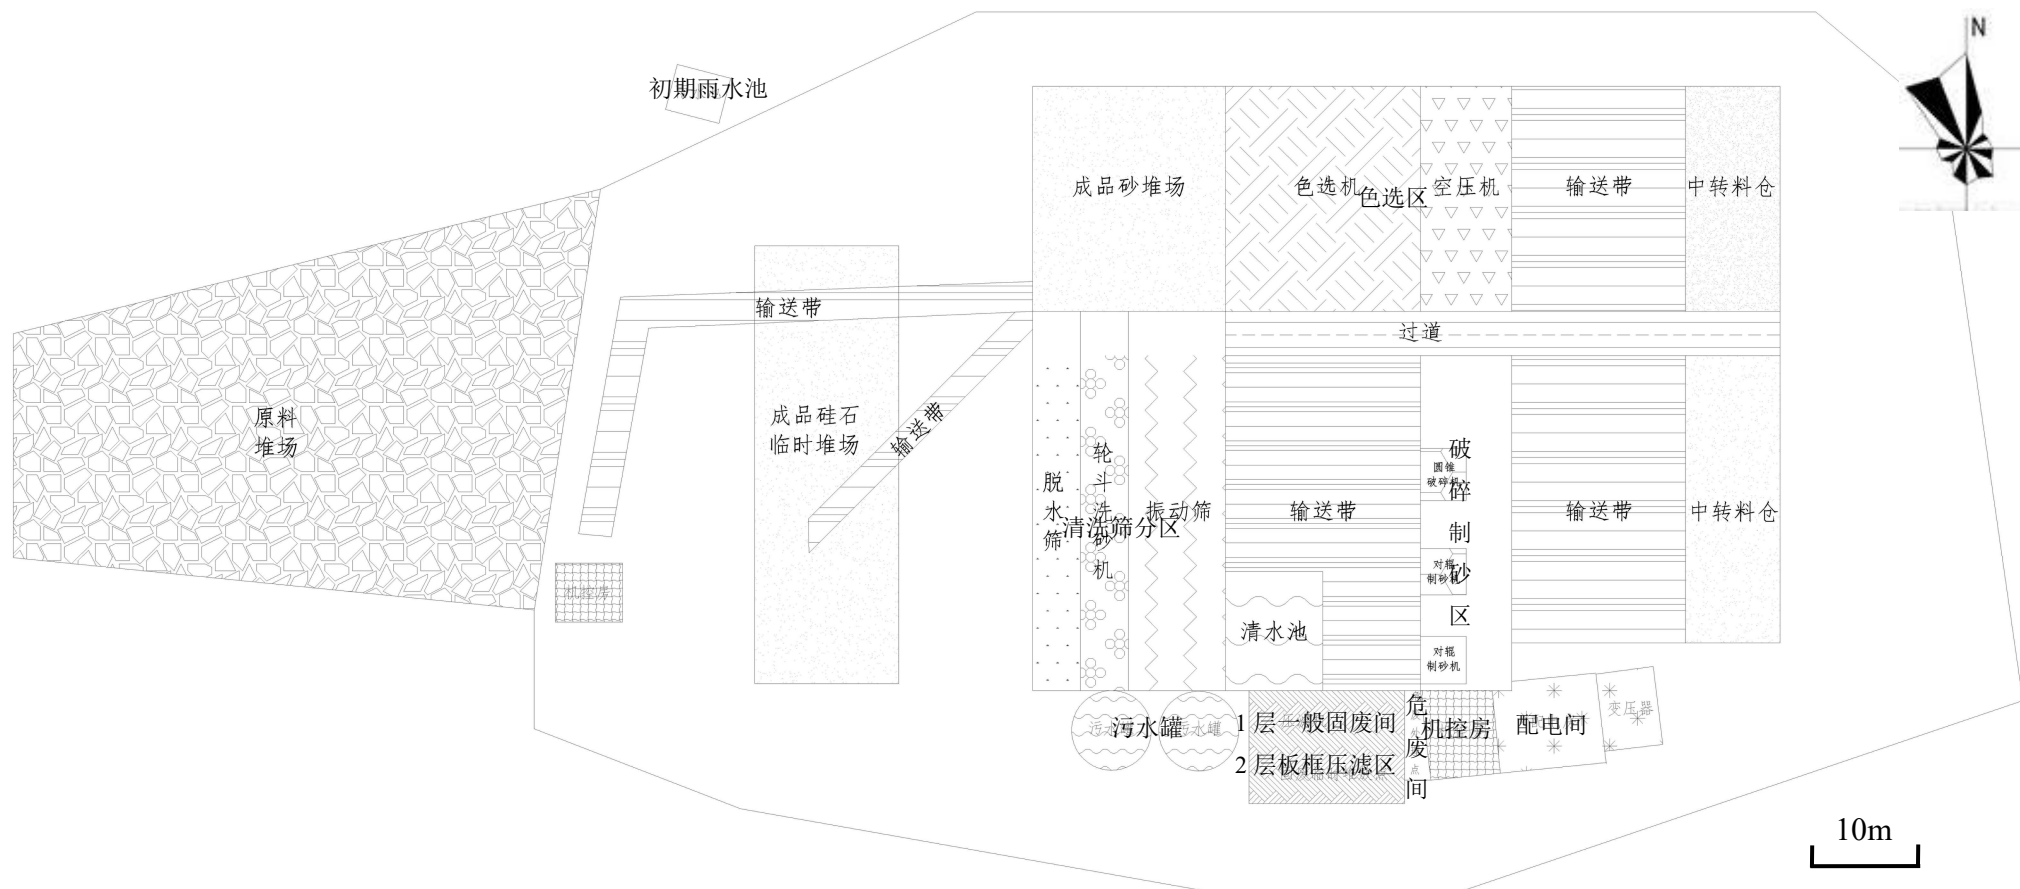 N
初期雨水池
成品砂堆场
色选机
色选区
空压机
输送带
中转料仓
输送带
过道
原料
堆场
成品硅石
临时堆场
输送带
脱水筛
轮斗洗砂机
振动筛
清洗筛分区
输送带
破碎制砂区
圆锥
破碎机
对辊
制砂机
对辊
制砂机
输送带
中转料仓
机控房
清水池
污水罐
污水罐
污水罐
1层一般固废间
2层板框压滤区
危废间
机控房
配电间
变压器
10m